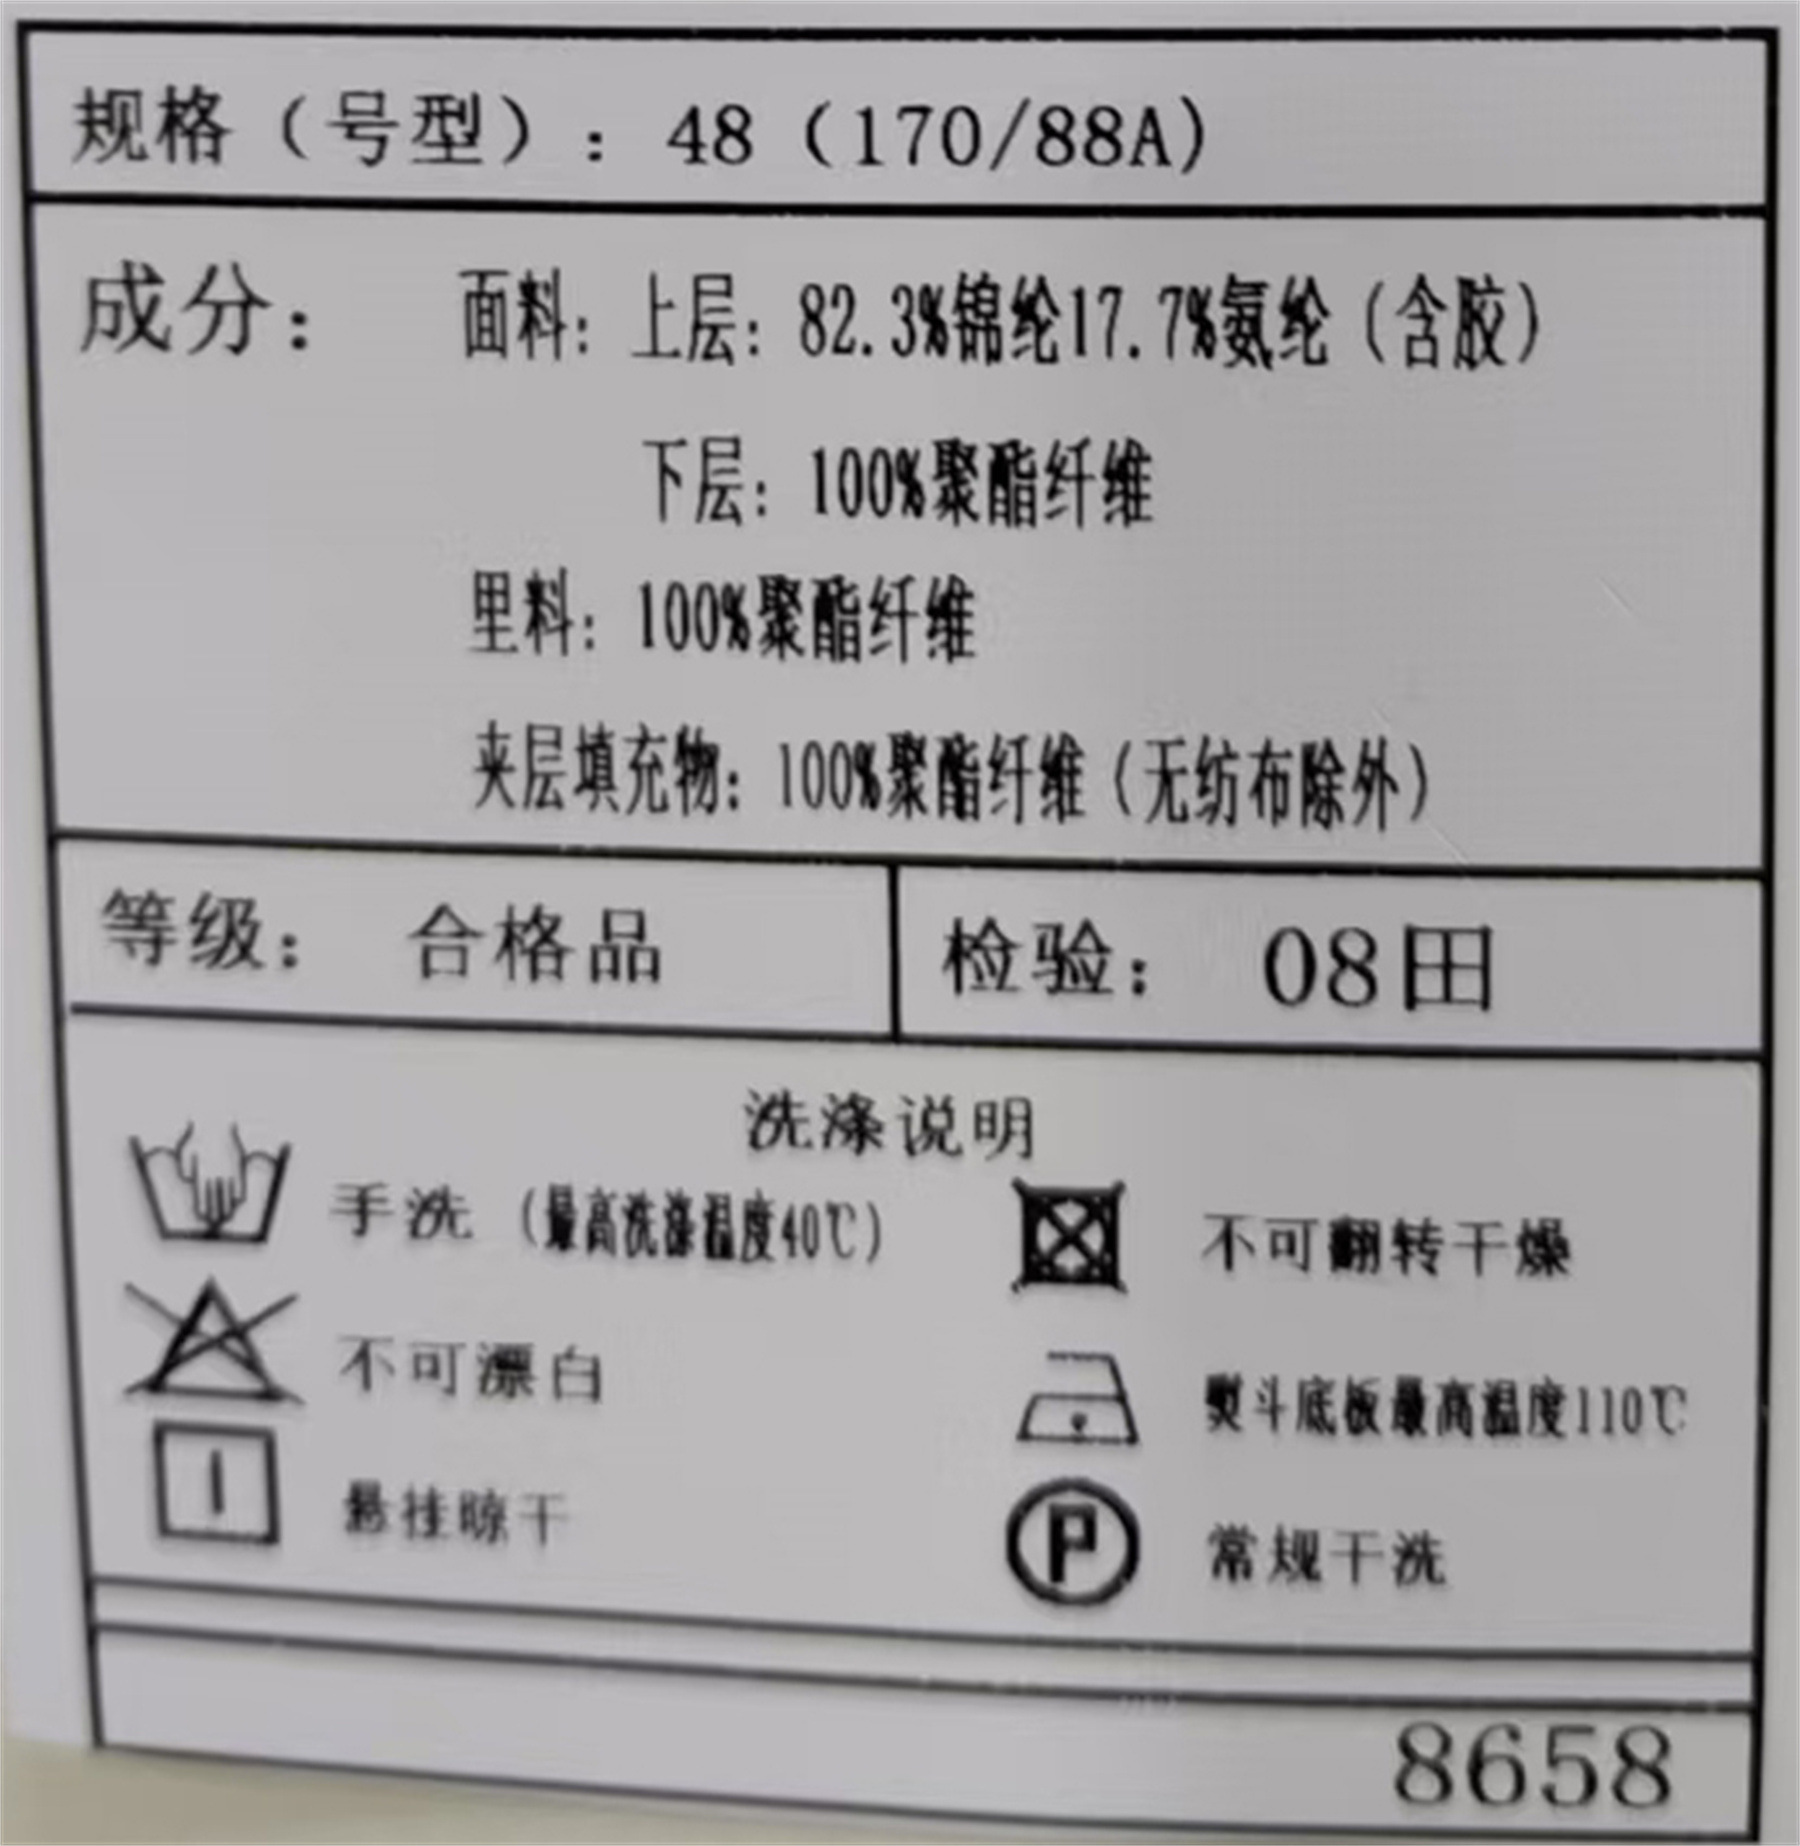 规格（号型）：48（170/88A）
成分： 面料：上层：82.3%锦纶17.7%氨纶（含胶）
下层：100%聚酯纤维
里料：100%聚酯纤维
夹层填充物：100%聚酯纤维（无纺布除外）
等级： 合格品 检验： 08田
洗涤说明
手洗（最高洗涤温度40℃） 不可翻转干燥
不可漂白 熨斗底板最高温度110℃
悬挂晾干 P 常规干洗
8658